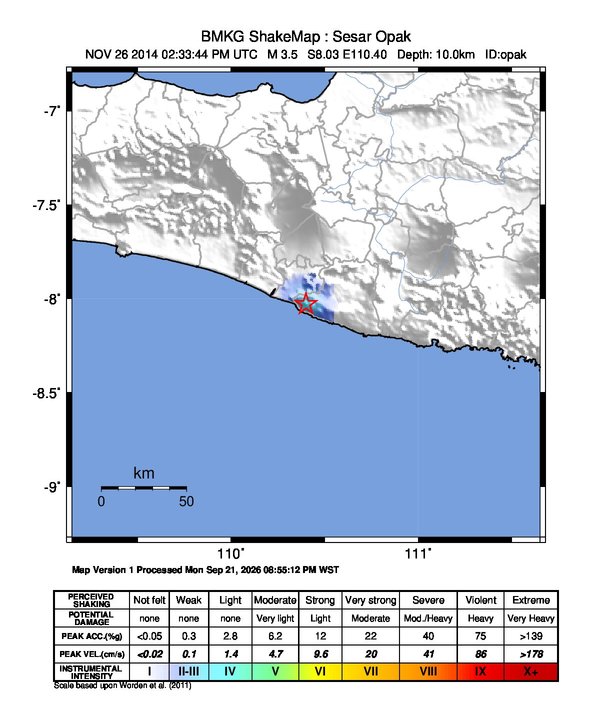 BMKG ShakeMap : Sesar Opak
NOV 26 2014 02:33:44 PM UTC M 3.5 S8.03 E110.40 Depth: 10.0km ID:opak
-7˚
-7.5˚
-8˚
-8.5˚
-9˚
km
0 50
110˚ 111˚
Map Version 1 Processed Mon Sep 21, 2026 08:55:12 PM WST
PERCEIVED SHAKING Not felt Weak Light Moderate Strong Very strong Severe Violent Extreme
POTENTIAL DAMAGE none none none Very light Light Moderate Mod./Heavy Heavy Very Heavy
PEAK ACC.(%g) <0.05 0.3 2.8 6.2 12 22 40 75 >139
PEAK VEL.(cm/s) <0.02 0.1 1.4 4.7 9.6 20 41 86 >178
INSTRUMENTAL INTENSITY I II-III IV V VI VII VIII IX X+
Scale based upon Worden et al. (2011)